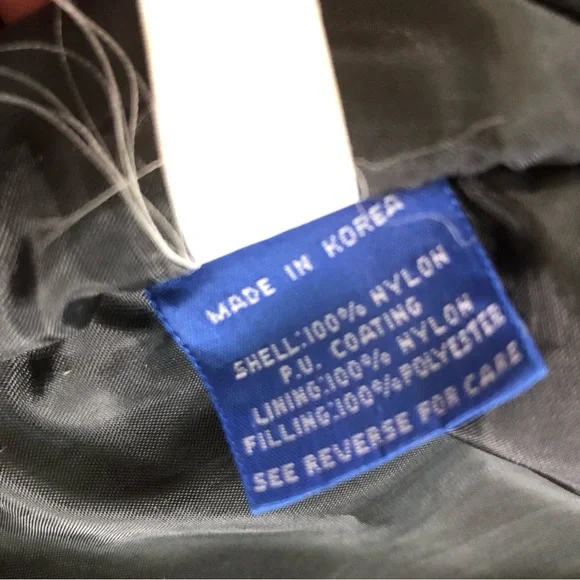 MADE IN KOREA
SHELL:100% NYLON
P.U. COATING
LINING:100% NYLON
FILLING:100%POLYESTER
SEE REVERSE FOR CARE